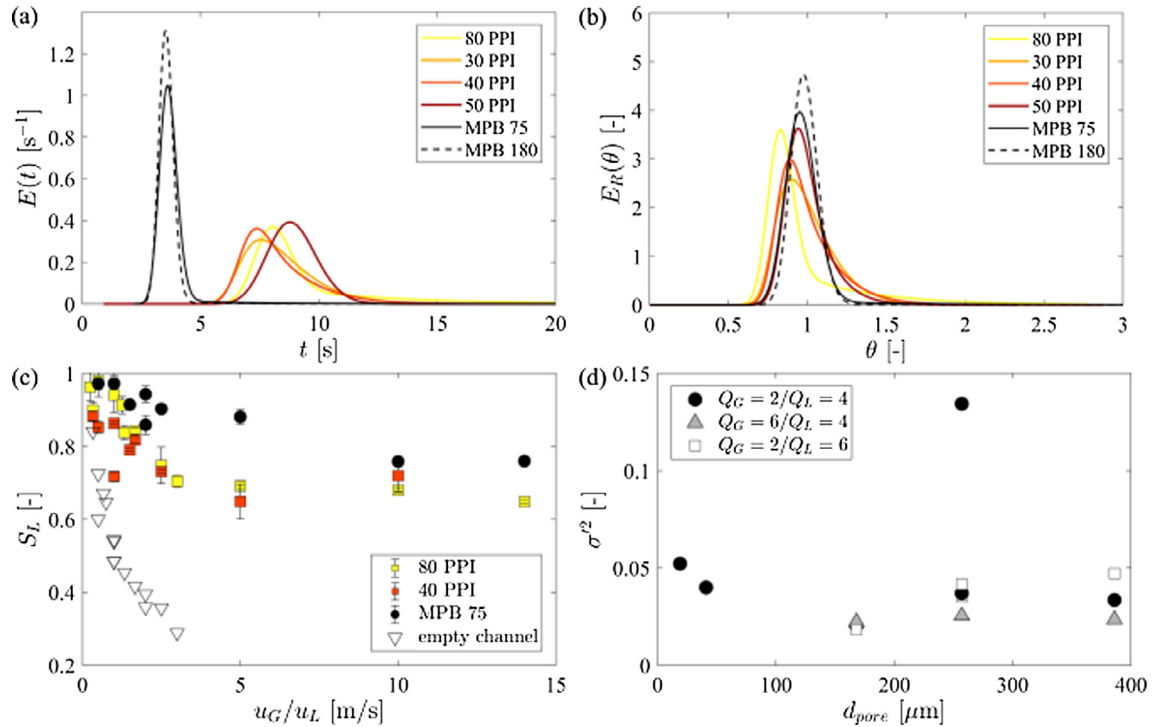 (a)
1.2
1
0.8
0.6
0.4
0.2
0
0 5 10 15 20
E(t) [s⁻¹]
t [s]
80 PPI
30 PPI
40 PPI
50 PPI
MPB 75
MPB 180
(b)
6
5
4
3
2
1
0
0 0.5 1 1.5 2 2.5 3
E_R(θ) [-]
θ [-]
80 PPI
30 PPI
40 PPI
50 PPI
MPB 75
MPB 180
(c)
1
0.8
0.6
0.4
0.2
0 5 10 15
S_L [-]
u_G/u_L [m/s]
80 PPI
40 PPI
MPB 75
empty channel
(d)
0.15
0.1
0.05
0
0 100 200 300 400
σ'² [-]
d_pore [μm]
Q_G = 2/Q_L = 4
Q_G = 6/Q_L = 4
Q_G = 2/Q_L = 6